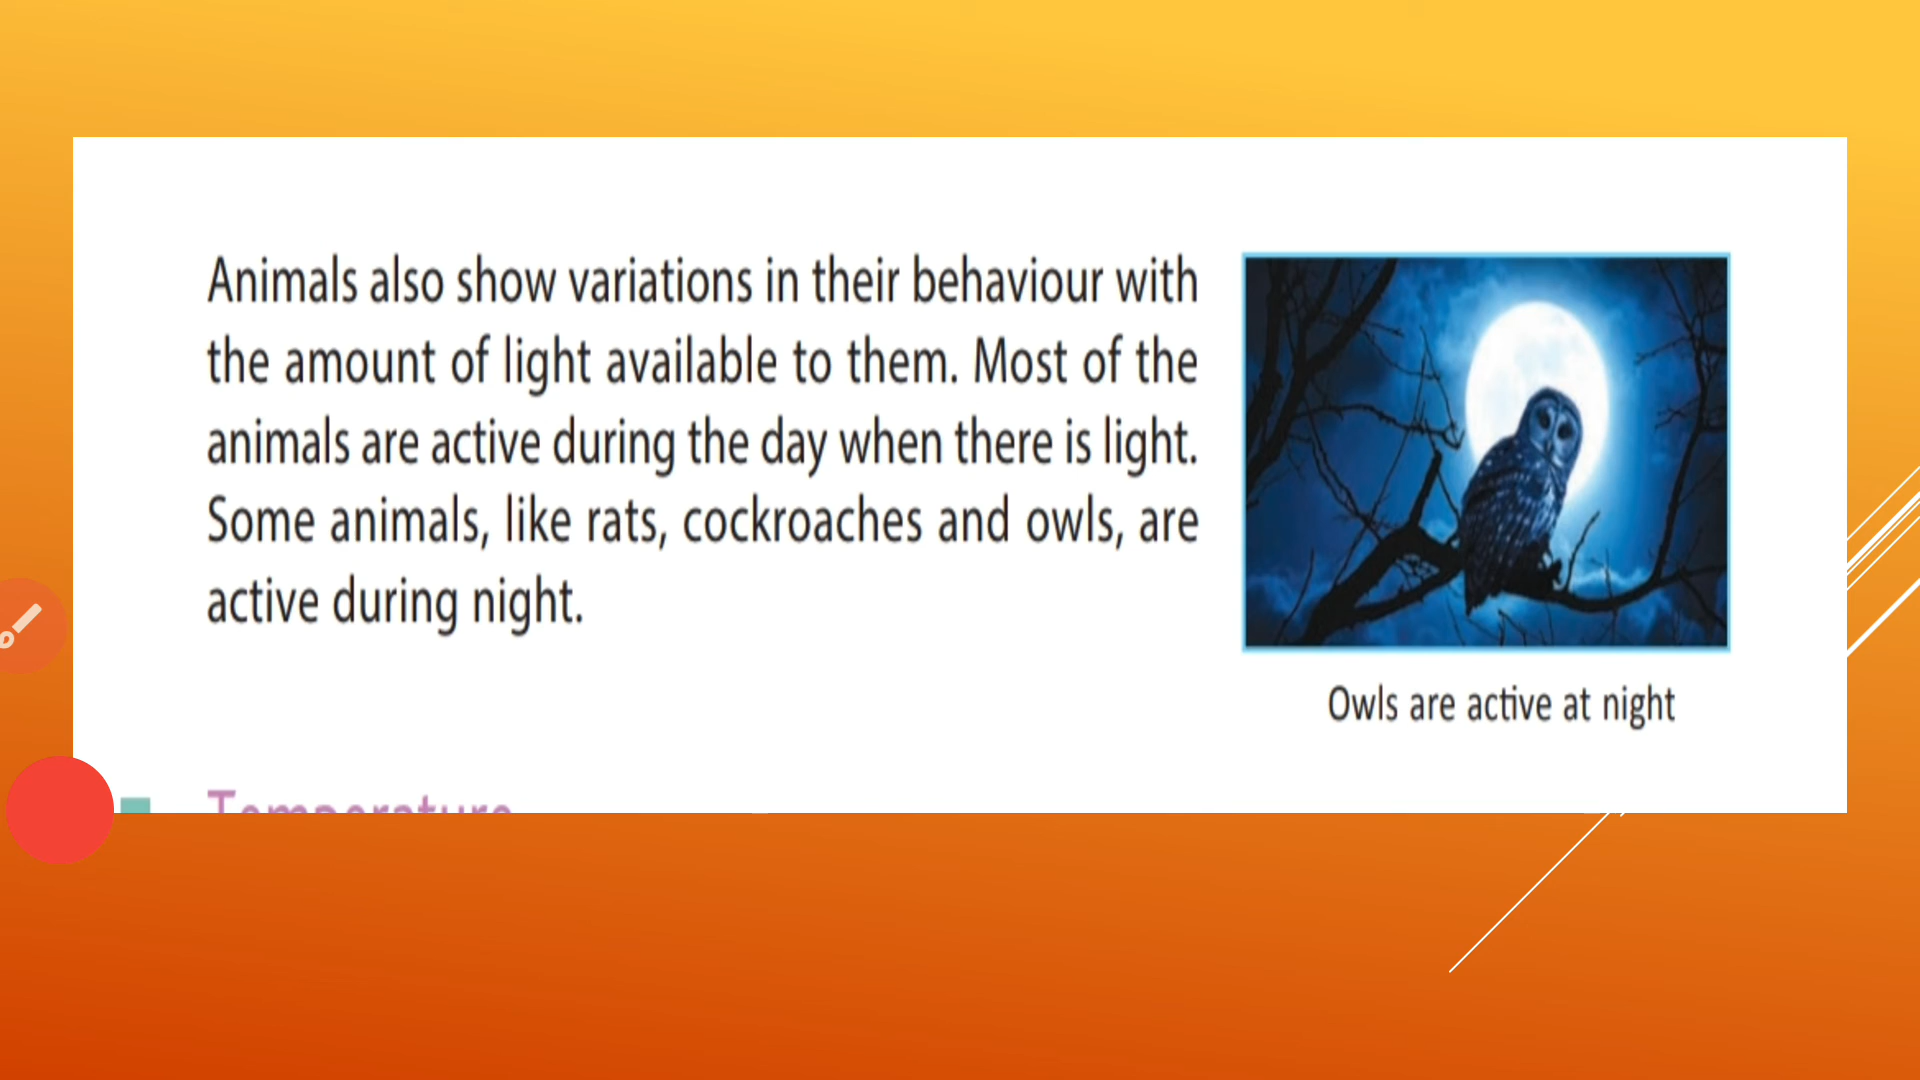 Animals also show variations in their behaviour with
the amount of light available to them. Most of the
animals are active during the day when there is light.
Some animals, like rats, cockroaches and owls, are
active during night.
Owls are active at night
Temperature